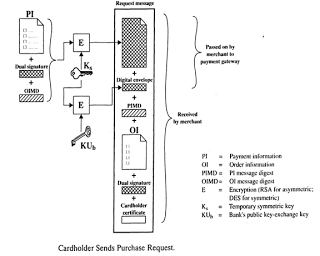 Request message
PI
+
Dual signature
+
OIMD
E
Ks
E
KUb
+
Digital envelope
+
PIMD
+
OI
+
Dual signature
+
Cardholder
certificate
Passed on by
merchant to
payment gateway
Received
by merchant
PI = Payment information
OI = Order information
PIMD = PI message digest
OIMD = OI message digest
E = Encryption (RSA for asymmetric;
DES for symmetric)
Ks = Temporary symmetric key
KUb = Bank's public key-exchange key
Cardholder Sends Purchase Request.